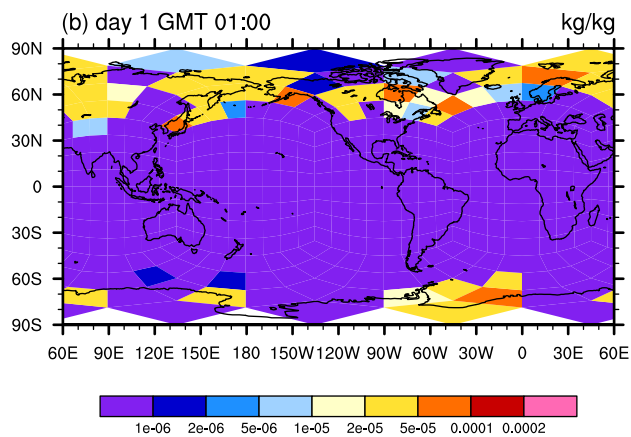 (b) day 1 GMT 01:00 kg/kg
90N
60N
30N
0
30S
60S
90S
60E 90E 120E 150E 180 150W 120W 90W 60W 30W 0 30E 60E
1e-06 2e-06 5e-06 1e-05 2e-05 5e-05 0.0001 0.0002